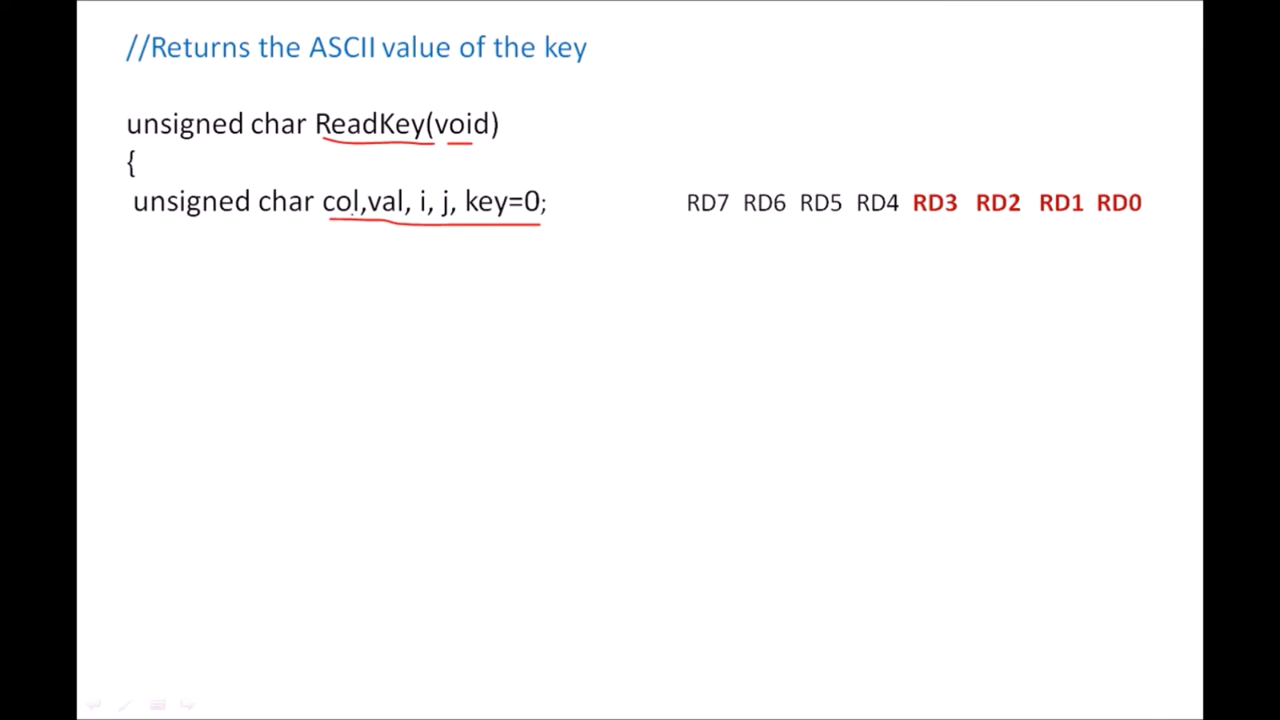 //Returns the ASCII value of the key
unsigned char ReadKey(void)
{
unsigned char col,val, i, j, key=0;
RD7 RD6 RD5 RD4 RD3 RD2 RD1 RD0